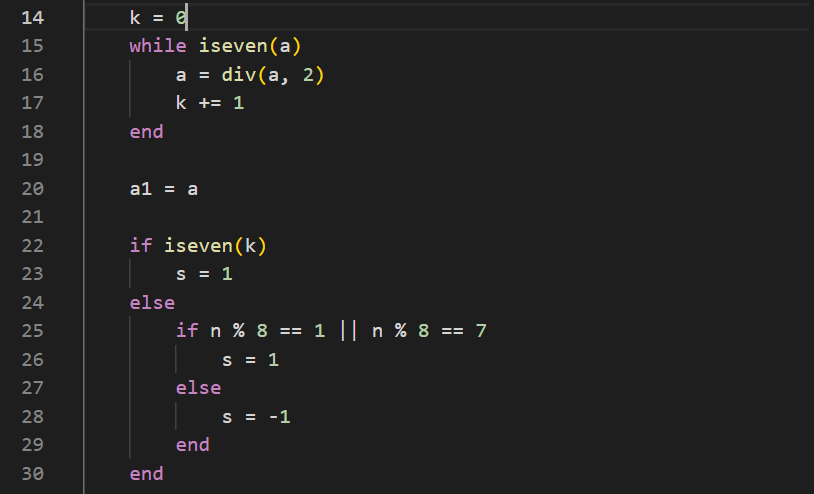 14 k = 0
15 while iseven(a)
16 a = div(a, 2)
17 k += 1
18 end
19
20 a1 = a
21
22 if iseven(k)
23 s = 1
24 else
25 if n % 8 == 1 || n % 8 == 7
26 s = 1
27 else
28 s = -1
29 end
30 end